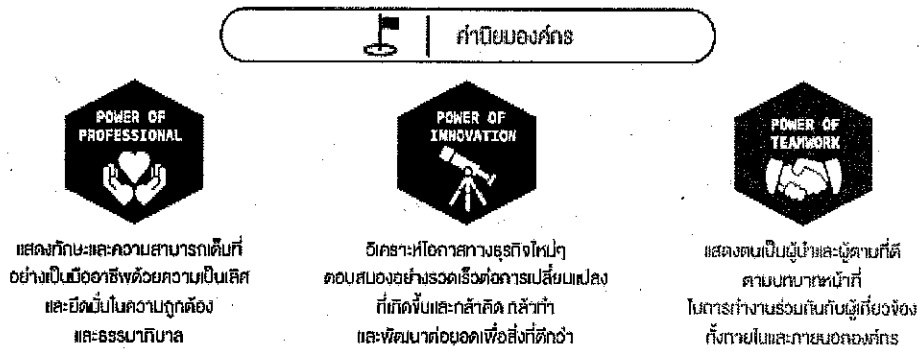 ค่านิยมองค์กร
POWER OF
PROFESSIONAL
แสดงทักษะและความสามารถเต็มที่
อย่างเป็นมืออาชีพด้วยความเป็นเลิศ
และยึดมั่นในความถูกต้อง
และธรรมาภิบาล
POWER OF
INNOVATION
วิเคราะห์โอกาสทางธุรกิจใหม่ๆ
ตอบสนองอย่างรวดเร็วต่อการเปลี่ยนแปลง
ที่เกิดขึ้นและกล้าคิด กล้าทำ
และพัฒนาต่อยอดเพื่อสิ่งที่ดีกว่า
POWER OF
TEAMWORK
แสดงตนเป็นผู้นำและผู้ตามที่ดี
ตามบทบาทหน้าที่
ในการทำงานร่วมกันกับผู้เกี่ยวข้อง
ทั้งภายในและภายนอกองค์กร